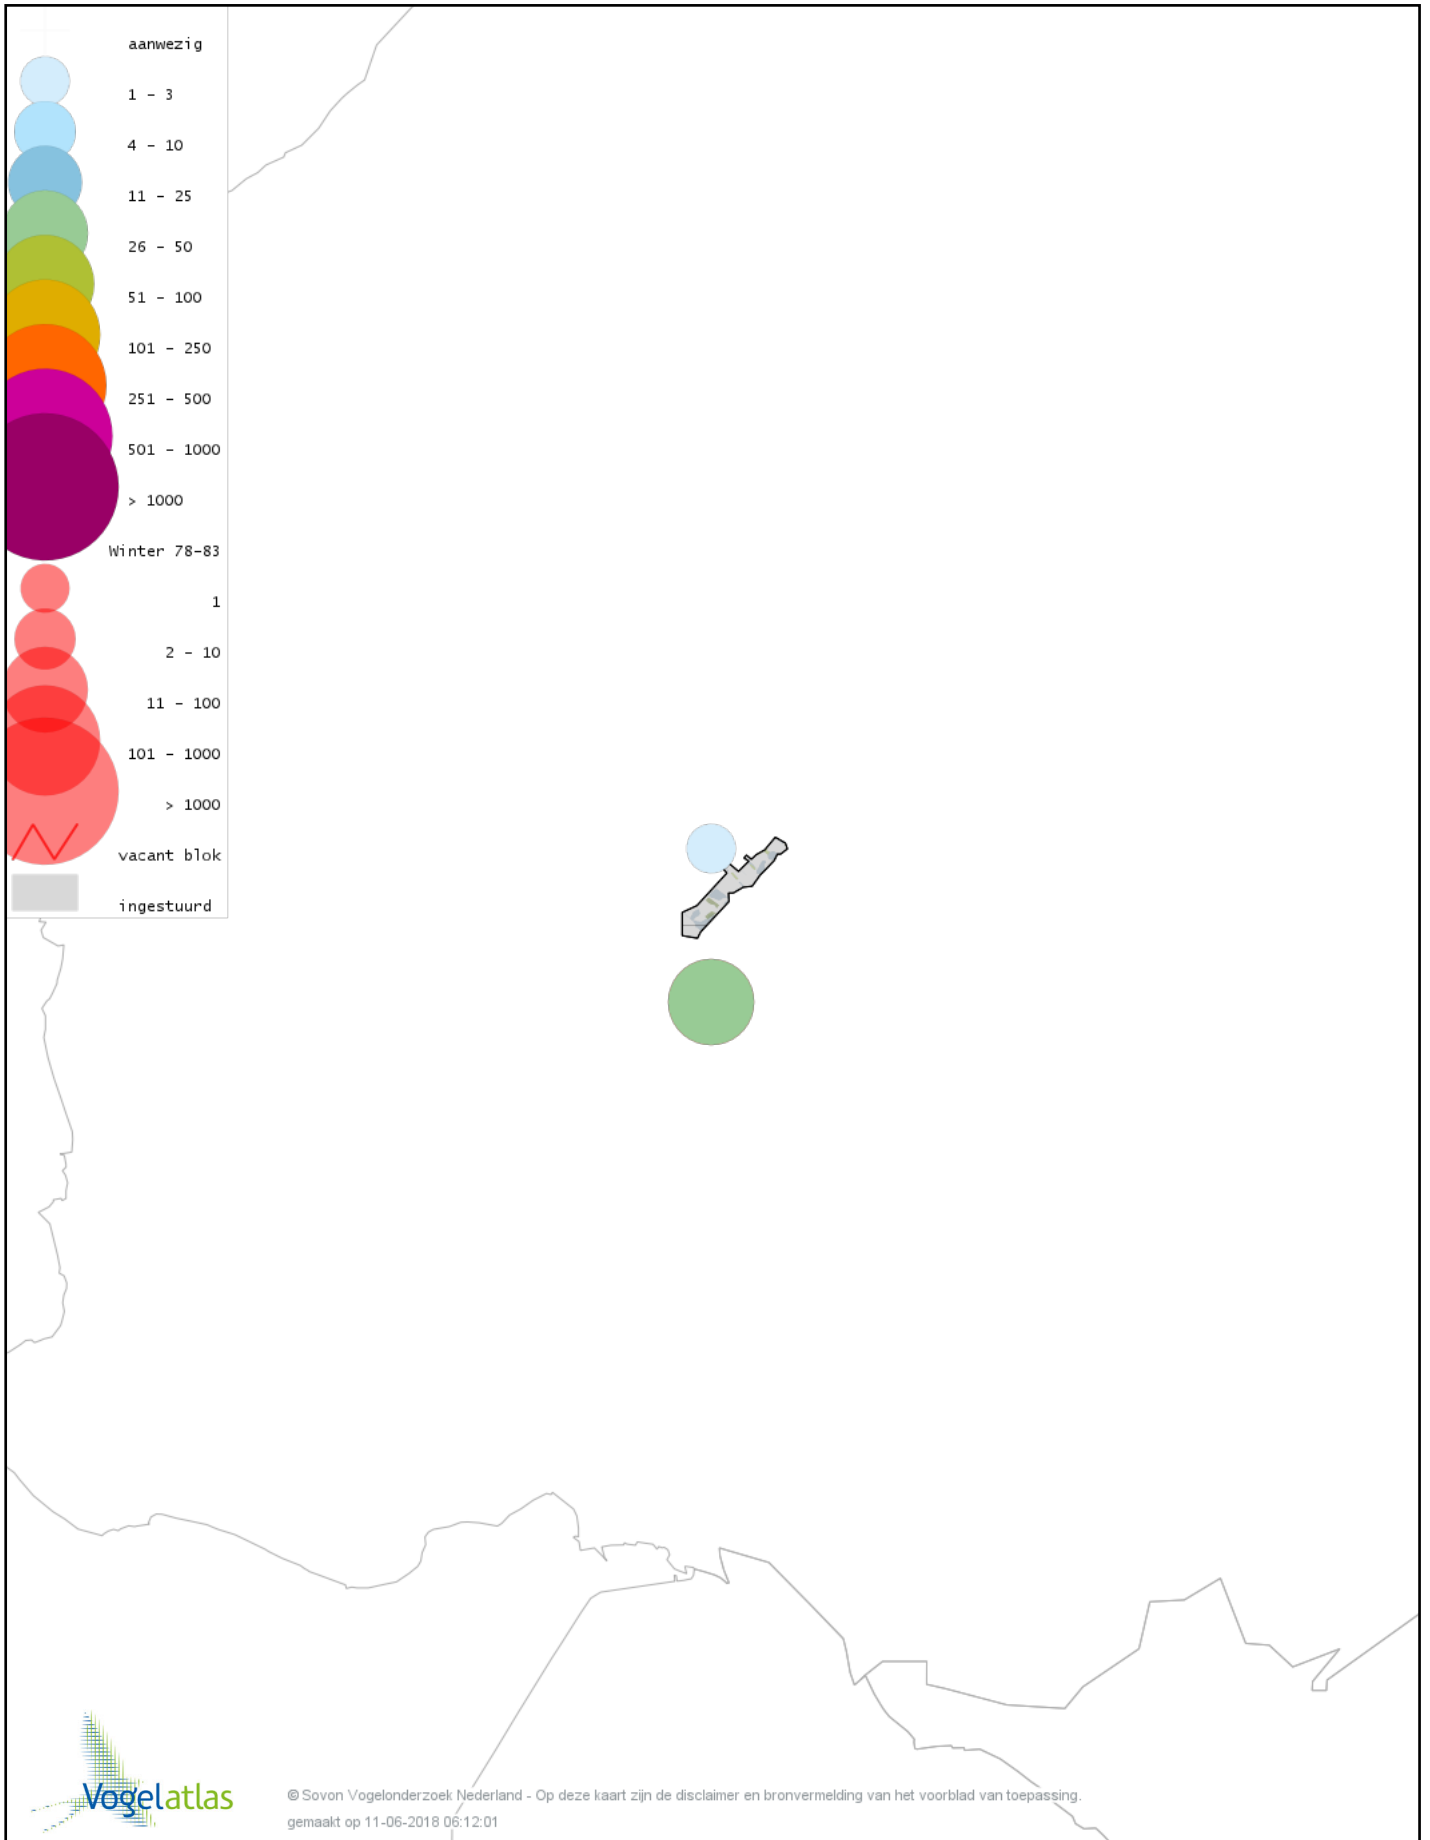 aanwezig
1 - 3
4 - 10
11 - 25
26 - 50
51 - 100
101 - 250
251 - 500
501 - 1000
> 1000
Winter 78-83
1
2 - 10
11 - 100
101 - 1000
> 1000
vacant blok
ingestuurd
Vogelatlas
© Sovon Vogelonderzoek Nederland - Op deze kaart zijn de disclaimer en bronvermelding van het voorblad van toepassing.
gemaakt op 11-06-2018 06:12:01